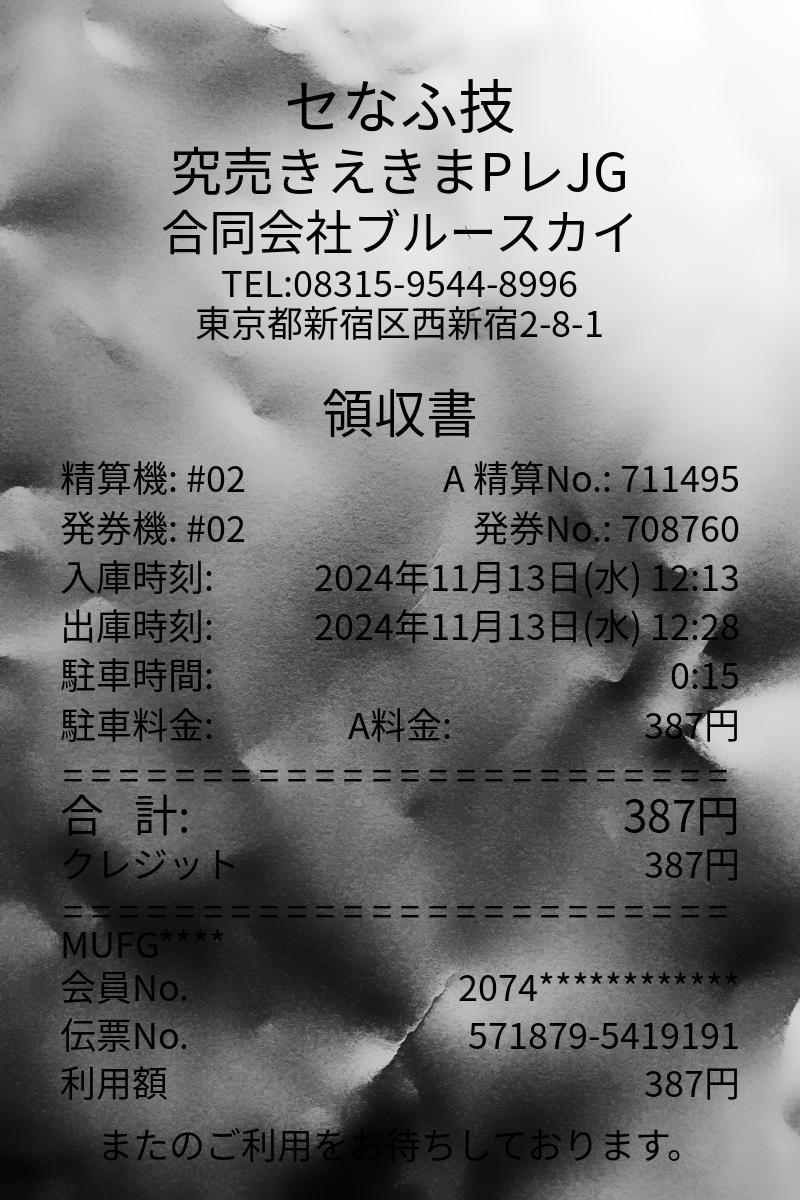 セなふ技
究売きえきまPレJG
合同会社ブルースカイ
TEL:08315-9544-8996
東京都新宿区西新宿2-8-1
領収書
精算機: #02 A 精算No.: 711495
発券機: #02 発券No.: 708760
入庫時刻: 2024年11月13日(水) 12:13
出庫時刻: 2024年11月13日(水) 12:28
駐車時間: 0:15
駐車料金: A料金: 387円
========================
合 計: 387円
クレジット 387円
========================
MUFG****
会員No. 2074************
伝票No. 571879-5419191
利用額 387円
またのご利用をお待ちしております。